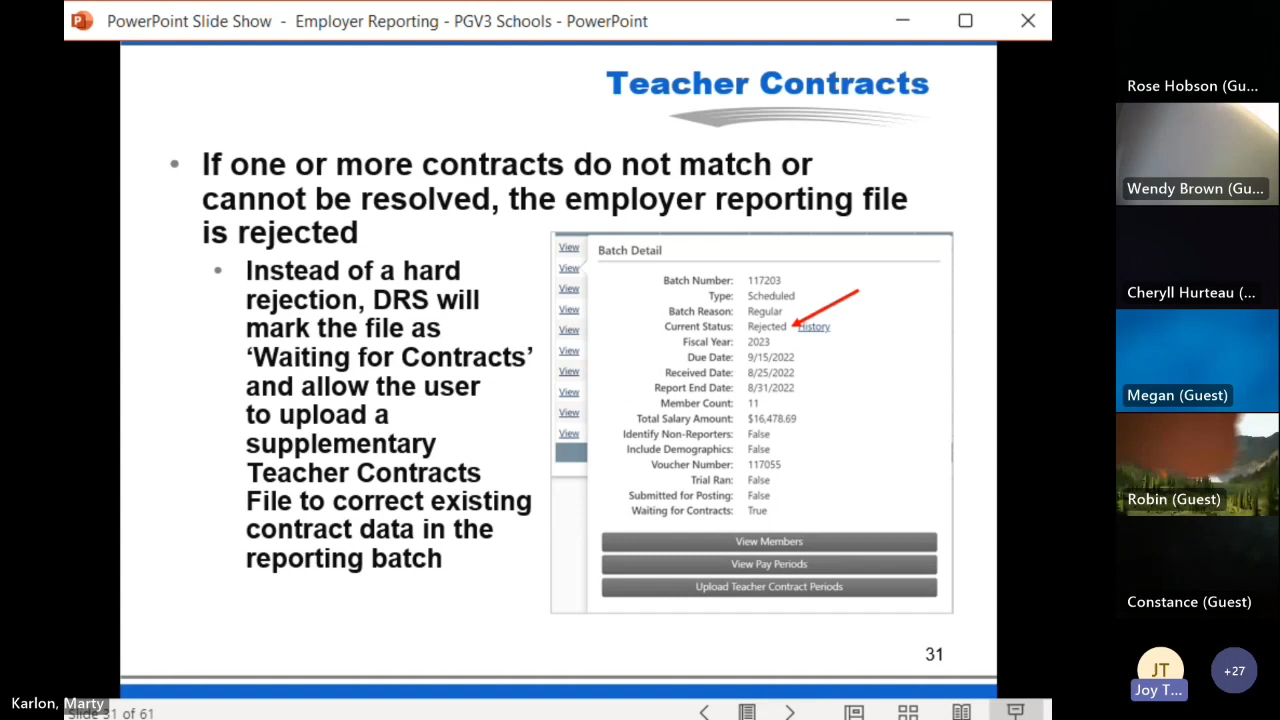 PowerPoint Slide Show - Employer Reporting - PGV3 Schools - PowerPoint
Teacher Contracts
• If one or more contracts do not match or
cannot be resolved, the employer reporting file
is rejected
• Instead of a hard
rejection, DRS will
mark the file as
‘Waiting for Contracts’
and allow the user
to upload a
supplementary
Teacher Contracts
File to correct existing
contract data in the
reporting batch
View
View
View
View
View
View
View
View
View
View
Batch Detail
Batch Number: 117203
Type: Scheduled
Batch Reason: Regular
Current Status: Rejected History
Fiscal Year: 2023
Due Date: 9/15/2022
Received Date: 8/25/2022
Report End Date: 8/31/2022
Member Count: 11
Total Salary Amount: $16,478.69
Identify Non-Reporters: False
Include Demographics: False
Voucher Number: 117055
Trial Ran: False
Submitted for Posting: False
Waiting for Contracts: True
View Members
View Pay Periods
Upload Teacher Contract Periods
31
Karlon, Marty
Slide 31 of 61
Rose Hobson (Gu...
Wendy Brown (Gu...
Cheryll Hurteau (...
Megan (Guest)
Robin (Guest)
Constance (Guest)
JT
Joy T...
+27